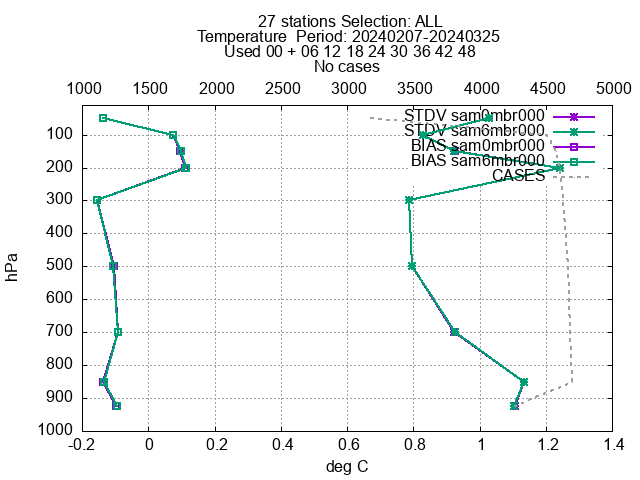 27 stations Selection: ALL
Temperature  Period: 20240207-20240325
Used 00 + 06 12 18 24 30 36 42 48
No cases
1000 1500 2000 2500 3000 3500 4000 4500 5000
STDV sam0mbr000
STDV sam6mbr000
BIAS sam0mbr000
BIAS sam6mbr000
CASES
100
200
300
400
500
600
700
800
900
1000
hPa
-0.2 0 0.2 0.4 0.6 0.8 1 1.2 1.4
deg C